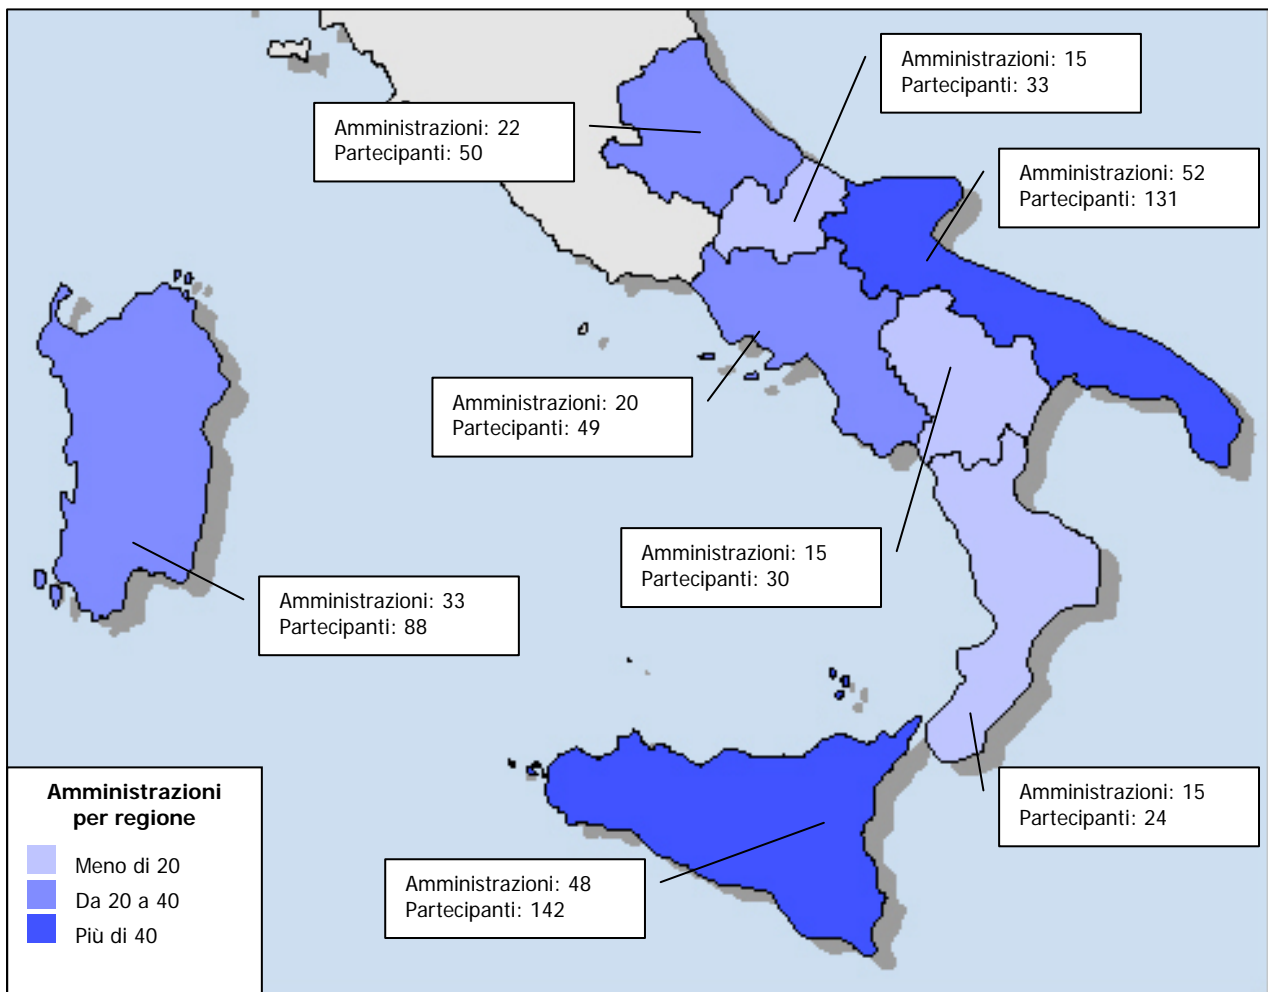 Amministrazioni: 15
Partecipanti: 33
Amministrazioni: 22
Partecipanti: 50
Amministrazioni: 52
Partecipanti: 131
Amministrazioni: 20
Partecipanti: 49
Amministrazioni: 15
Partecipanti: 30
Amministrazioni: 33
Partecipanti: 88
Amministrazioni: 15
Partecipanti: 24
Amministrazioni: 48
Partecipanti: 142
Amministrazioni
per regione
Meno di 20
Da 20 a 40
Più di 40